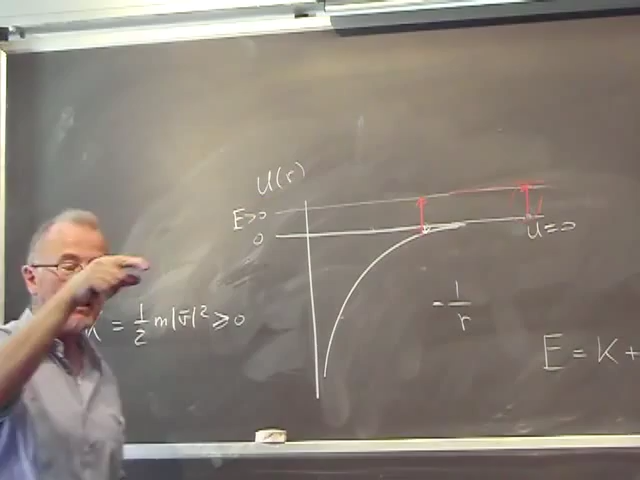 U(r)
E>0
0
U=0
K = 1/2 m|v̄|² ≥ 0
- 1/r
E = K +